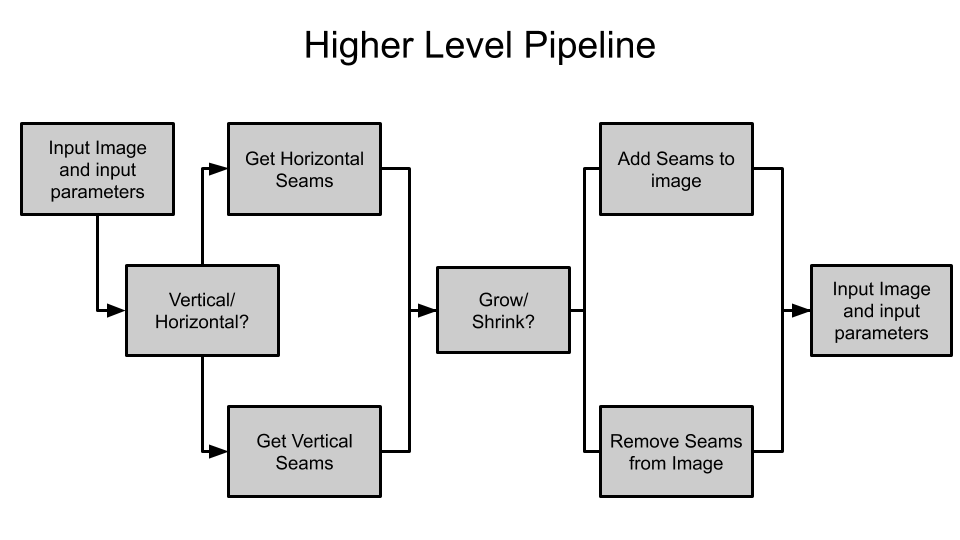 Higher Level Pipeline
Input Image
and input
parameters
Get Horizontal
Seams
Add Seams to
image
Vertical/
Horizontal?
Grow/
Shrink?
Input Image
and input
parameters
Get Vertical
Seams
Remove Seams
from Image